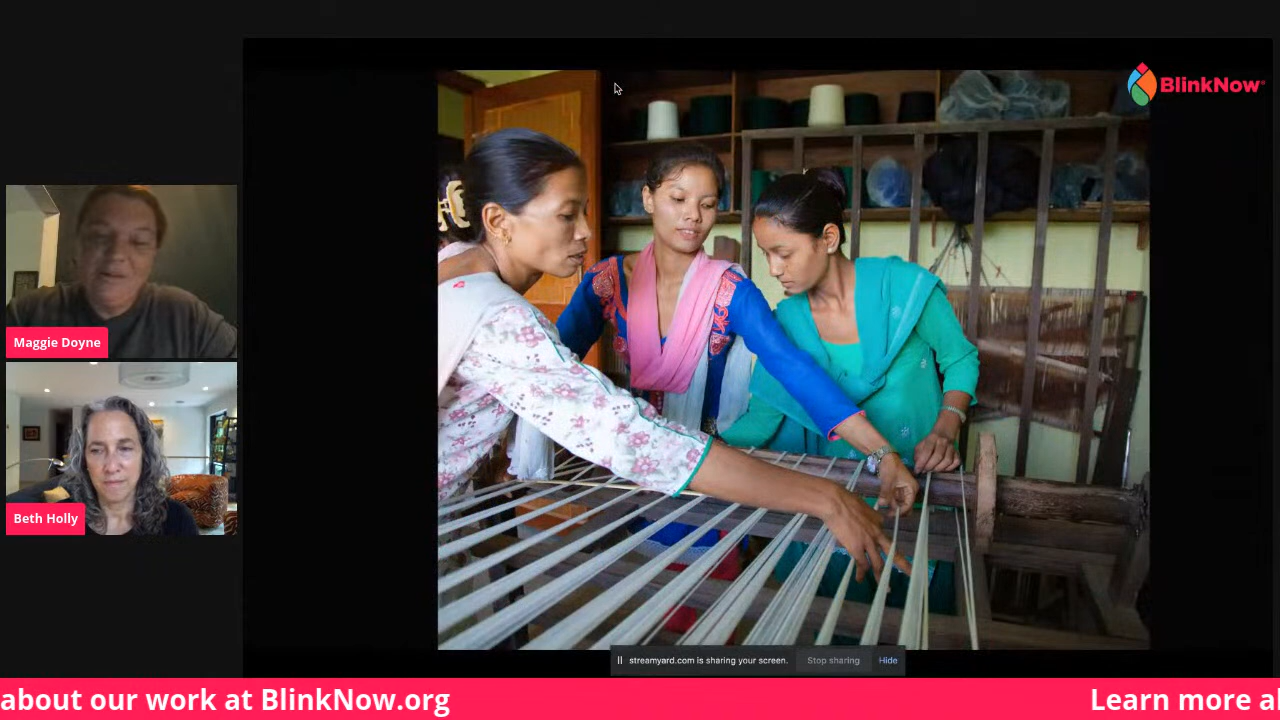 BlinkNow
Maggie Doyne
Beth Holly
streamyard.com is sharing your screen.
Stop sharing
Hide
about our work at BlinkNow.org
Learn more a